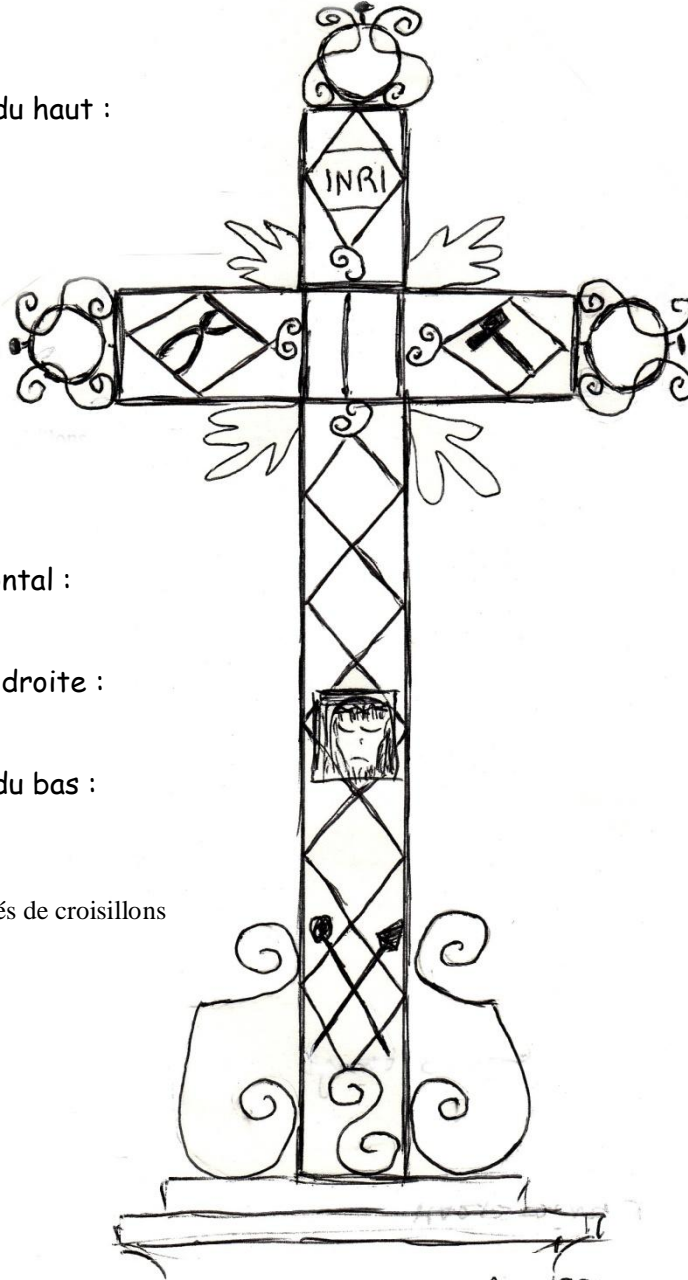 du haut :
INRI
ntal :
droite :
du bas :
és de croisillons